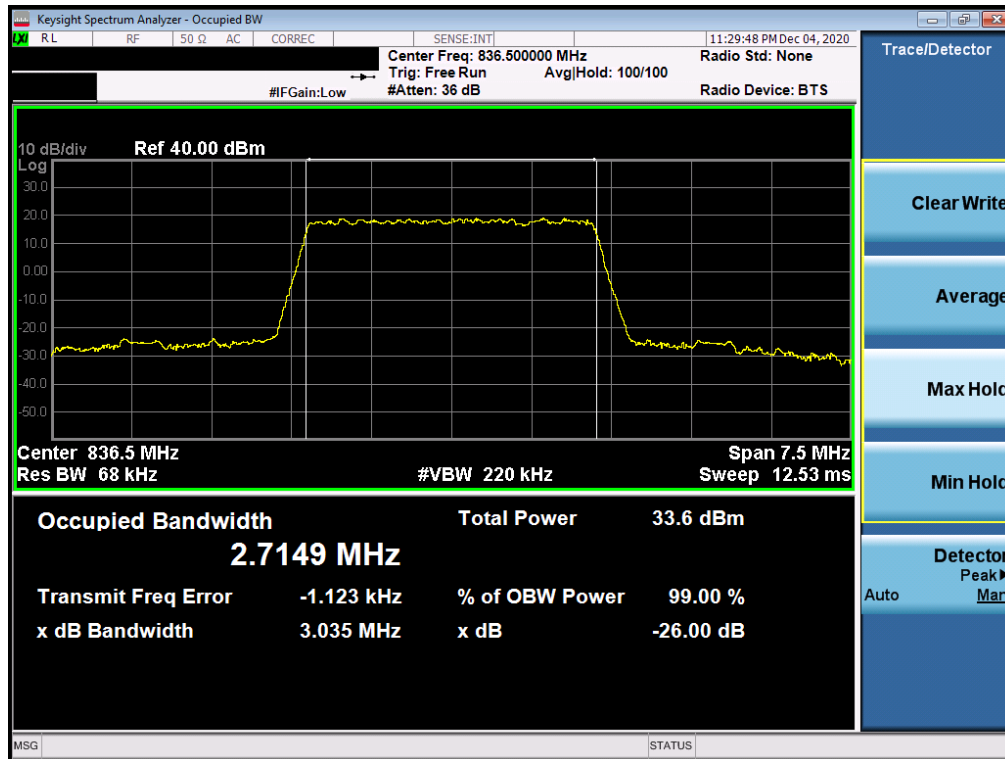 Keysight Spectrum Analyzer - Occupied BW
LXI RL RF 50 Ω AC CORREC SENSE:INT 11:29:48 PM Dec 04, 2020
Center Freq: 836.500000 MHz Radio Std: None
Trig: Free Run Avg|Hold: 100/100
#IFGain:Low #Atten: 36 dB Radio Device: BTS
Trace/Detector
10 dB/div Ref 40.00 dBm
Log
30.0
20.0
10.0
0.00
-10.0
-20.0
-30.0
-40.0
-50.0
Center 836.5 MHz Span 7.5 MHz
Res BW 68 kHz #VBW 220 kHz Sweep 12.53 ms
Occupied Bandwidth Total Power 33.6 dBm
2.7149 MHz
Transmit Freq Error -1.123 kHz % of OBW Power 99.00 %
x dB Bandwidth 3.035 MHz x dB -26.00 dB
Clear Write
Average
Max Hold
Min Hold
Detector
Peak
Auto Man
MSG STATUS